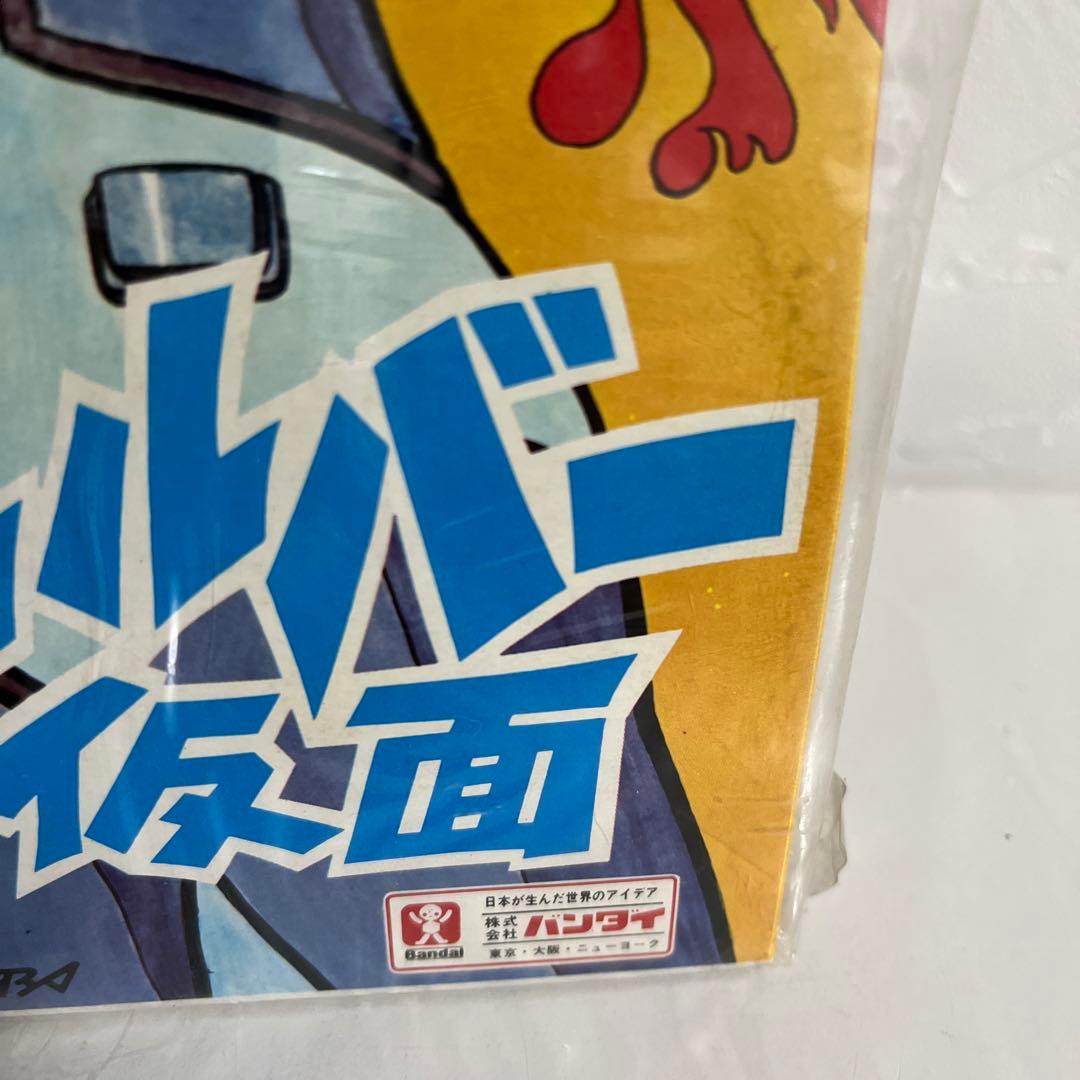 ルバー
仮面
日本が生んだ世界のアイデア
株式会社 バンダイ
東京・大阪・ニューヨーク
Bandai
BA